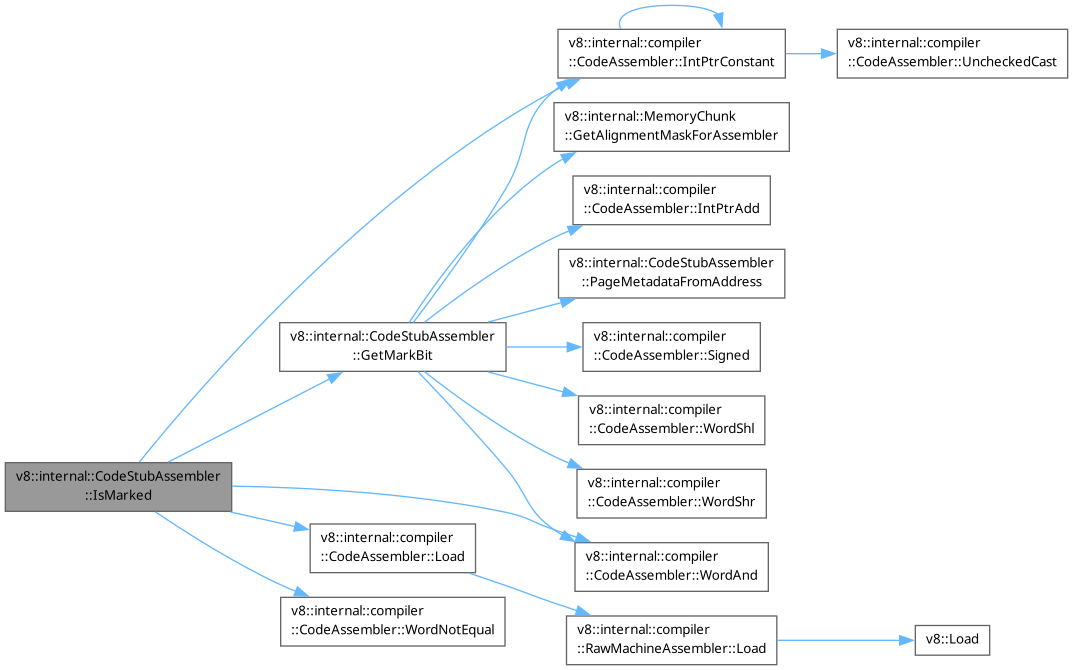 v8::internal::compiler
::CodeAssembler::IntPtrConstant
v8::internal::compiler
::CodeAssembler::UncheckedCast
v8::internal::MemoryChunk
::GetAlignmentMaskForAssembler
v8::internal::compiler
::CodeAssembler::IntPtrAdd
v8::internal::CodeStubAssembler
::PageMetadataFromAddress
v8::internal::CodeStubAssembler
::GetMarkBit
v8::internal::compiler
::CodeAssembler::Signed
v8::internal::compiler
::CodeAssembler::WordShl
v8::internal::CodeStubAssembler
::IsMarked
v8::internal::compiler
::CodeAssembler::WordShr
v8::internal::compiler
::CodeAssembler::Load
v8::internal::compiler
::CodeAssembler::WordAnd
v8::internal::compiler
::CodeAssembler::WordNotEqual
v8::internal::compiler
::RawMachineAssembler::Load
v8::Load